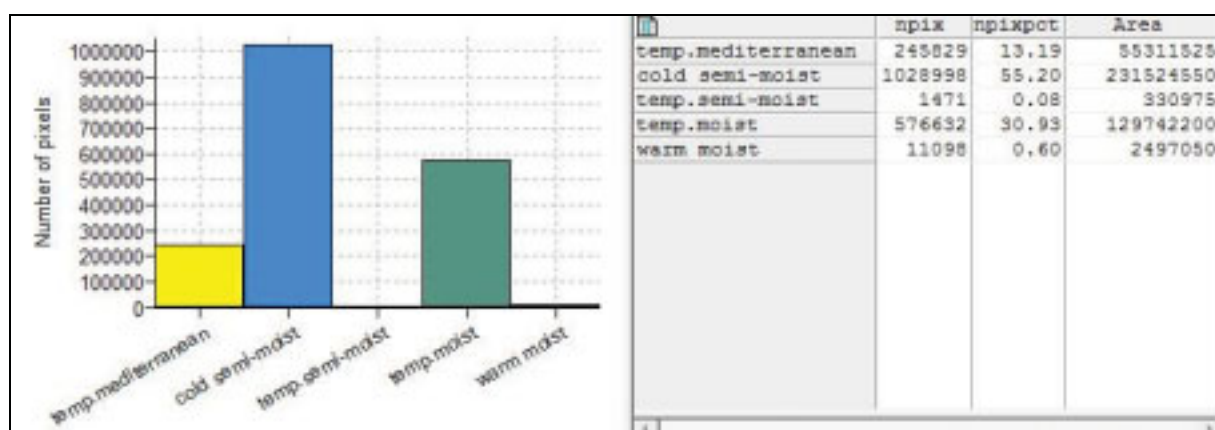 Number of pixels
1000000
900000
800000
700000
600000
500000
400000
300000
200000
100000
0
temp.mediterranean
cold semi-moist
temp.semi-moist
temp.moist
warm moist
npix npixpct Area
temp.mediterranean 245829 13.19 55311525
cold semi-moist 1028998 55.20 231524550
temp.semi-moist 1471 0.08 330975
temp.moist 576632 30.93 129742200
warm moist 11098 0.60 2497050